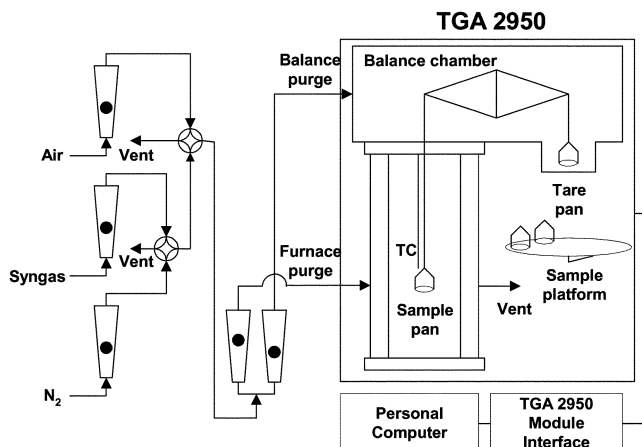 TGA 2950
Balance
purge
Balance chamber
Air
Vent
Tare
pan
Syngas
Vent
Furnace
purge
TC
Sample
pan
Vent
Sample
platform
N2
Personal
Computer
TGA 2950
Module
Interface